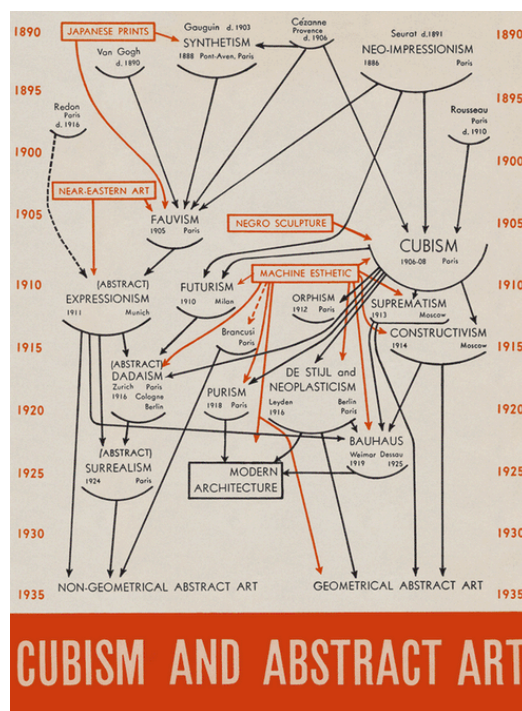 1890
JAPANESE PRINTS
Gauguin d. 1903
SYNTHETISM
1888 Pont-Aven, Paris
Cézanne
Provence
d. 1906
Seurat d. 1891
NEO-IMPRESSIONISM
1886 Paris
1890
Van Gogh
d. 1890
1895
1895
Redon
Paris
d. 1916
Rousseau
Paris
d. 1910
1900
1900
NEAR-EASTERN ART
1905
FAUVISM
1905 Paris
NEGRO SCULPTURE
1905
CUBISM
1906-08 Paris
MACHINE ESTHETIC
1910
(ABSTRACT)
EXPRESSIONISM
1911 Munich
FUTURISM
1910 Milan
ORPHISM
1912 Paris
SUPREMATISM
1913 Moscow
1910
Brancusi
Paris
CONSTRUCTIVISM
1914 Moscow
1915
1915
(ABSTRACT)
DADAISM
Zurich Paris
1916 Cologne
Berlin
PURISM
1918 Paris
DE STIJL and
NEOPLASTICISM
Leyden Berlin
1916 Paris
1920
1920
BAUHAUS
Weimar Dessau
1919 1925
(ABSTRACT)
SURREALISM
1924 Paris
MODERN
ARCHITECTURE
1925
1925
1930
1930
1935
NON-GEOMETRICAL ABSTRACT ART
GEOMETRICAL ABSTRACT ART
1935
CUBISM AND ABSTRACT ART